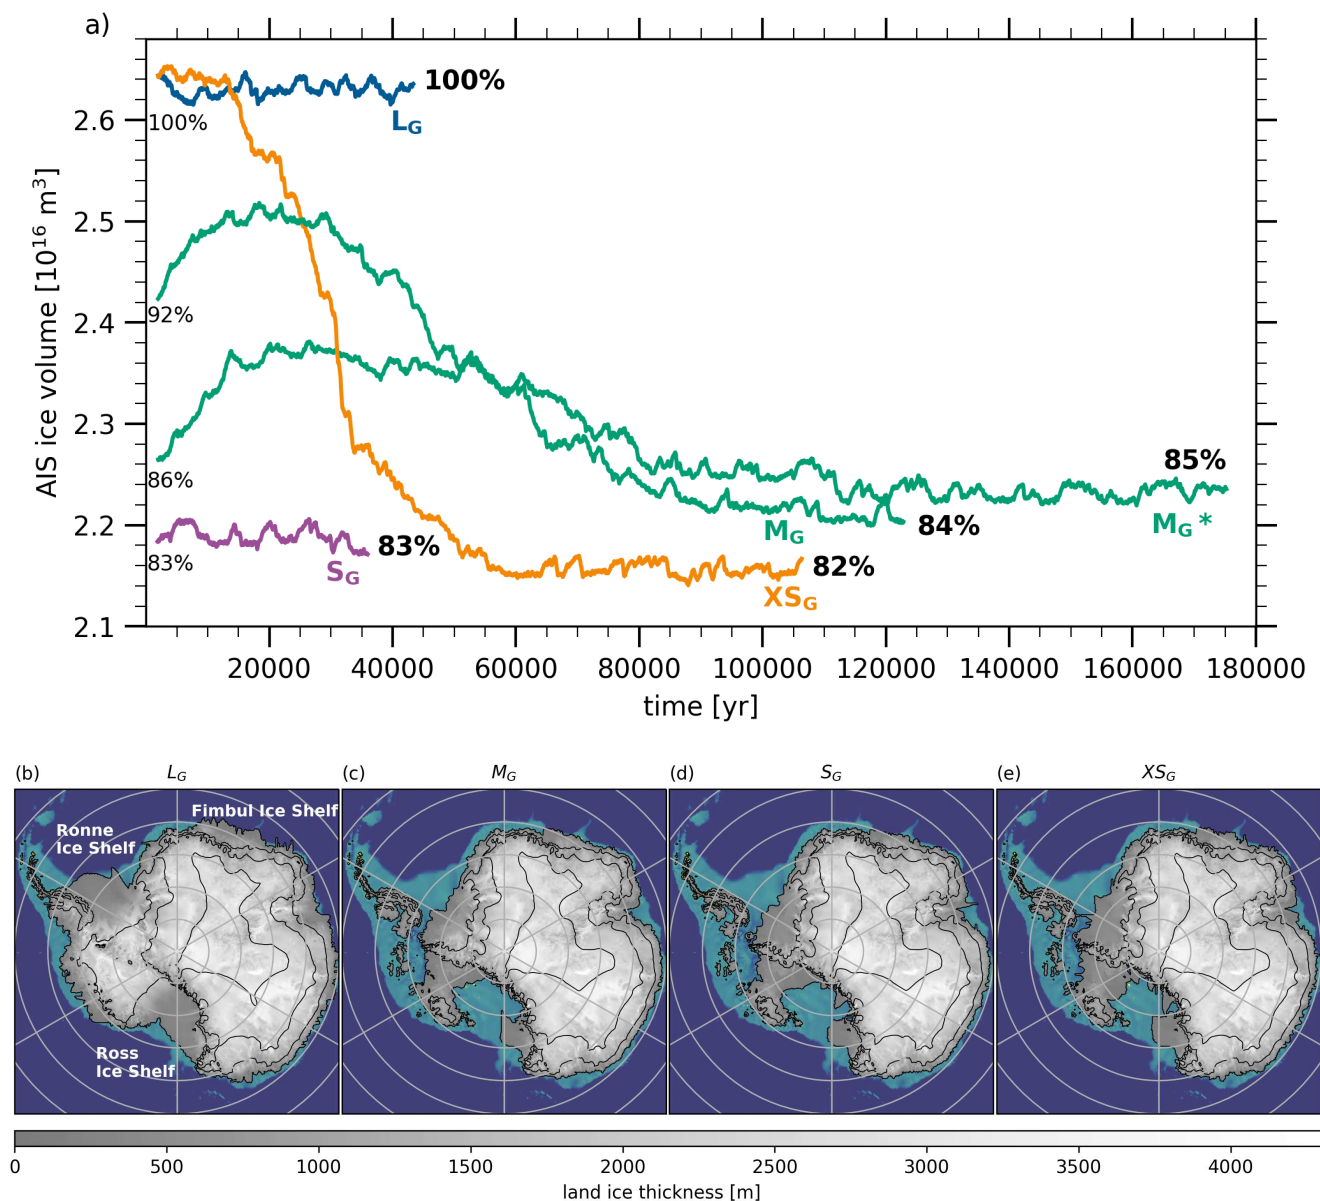 a)
AIS ice volume [10¹⁶ m³]
2.6
2.5
2.4
2.3
2.2
2.1
100%
L_G
100%
92%
86%
83%
83%
S_G
85%
M_G *
M_G
84%
82%
XS_G
20000 40000 60000 80000 100000 120000 140000 160000 180000
time [yr]
(b) L_G (c) M_G (d) S_G (e) XS_G
Fimbul Ice Shelf
Ronne
Ice Shelf
Ross
Ice Shelf
0 500 1000 1500 2000 2500 3000 3500 4000
land ice thickness [m]